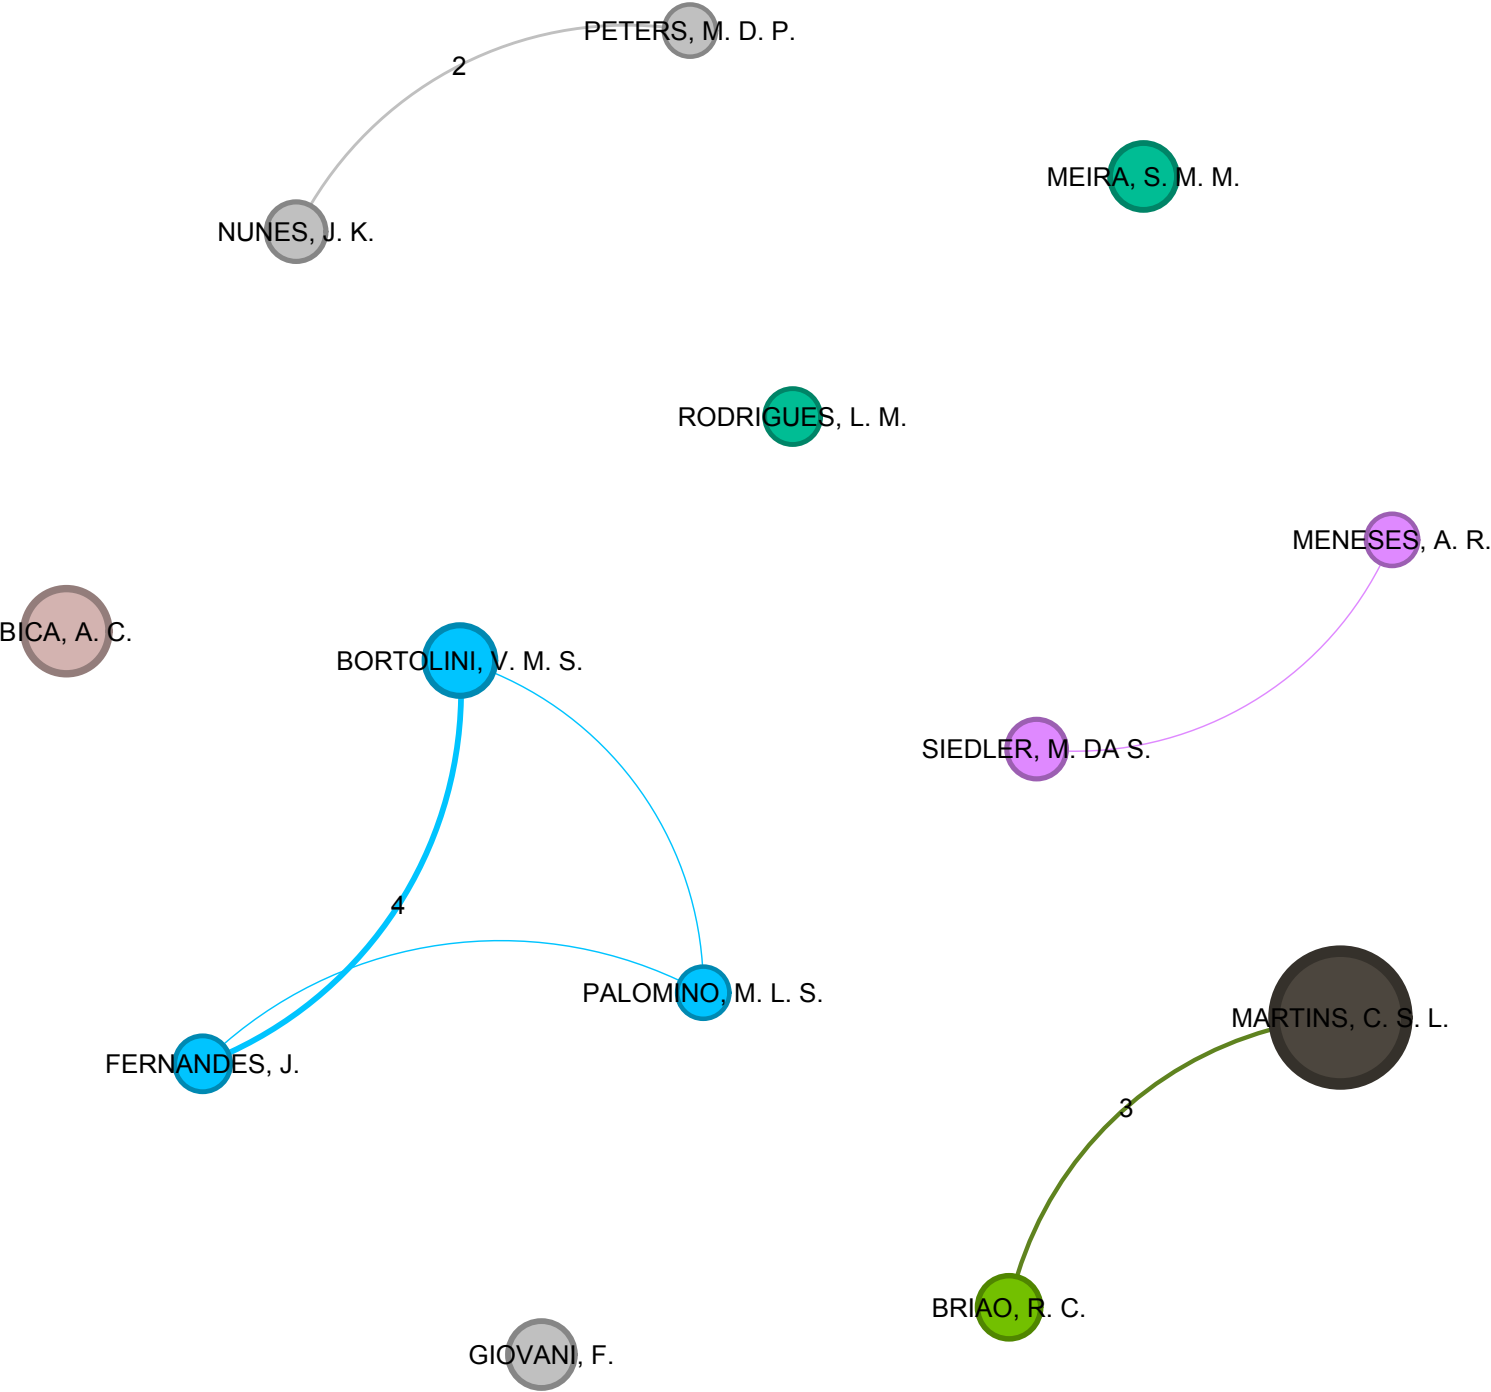 PETERS, M. D. P.
2
MEIRA, S. M. M.
NUNES, J. K.
RODRIGUES, L. M.
MENESES, A. R.
BICA, A. C.
BORTOLINI, V. M. S.
SIEDLER, M. DA S.
4
PALOMINO, M. L. S.
MARTINS, C. S. L.
FERNANDES, J.
3
BRIAO, R. C.
GIOVANI, F.